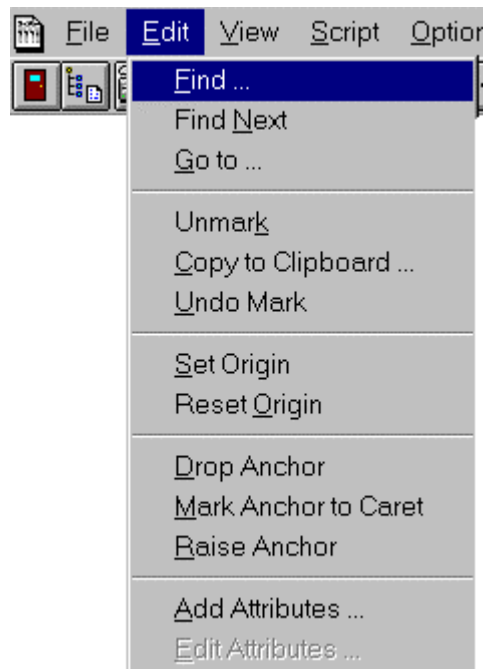 File Edit View Script Option
Find ...
Find Next
Go to ...
Unmark
Copy to Clipboard ...
Undo Mark
Set Origin
Reset Origin
Drop Anchor
Mark Anchor to Caret
Raise Anchor
Add Attributes ...
Edit Attributes ...